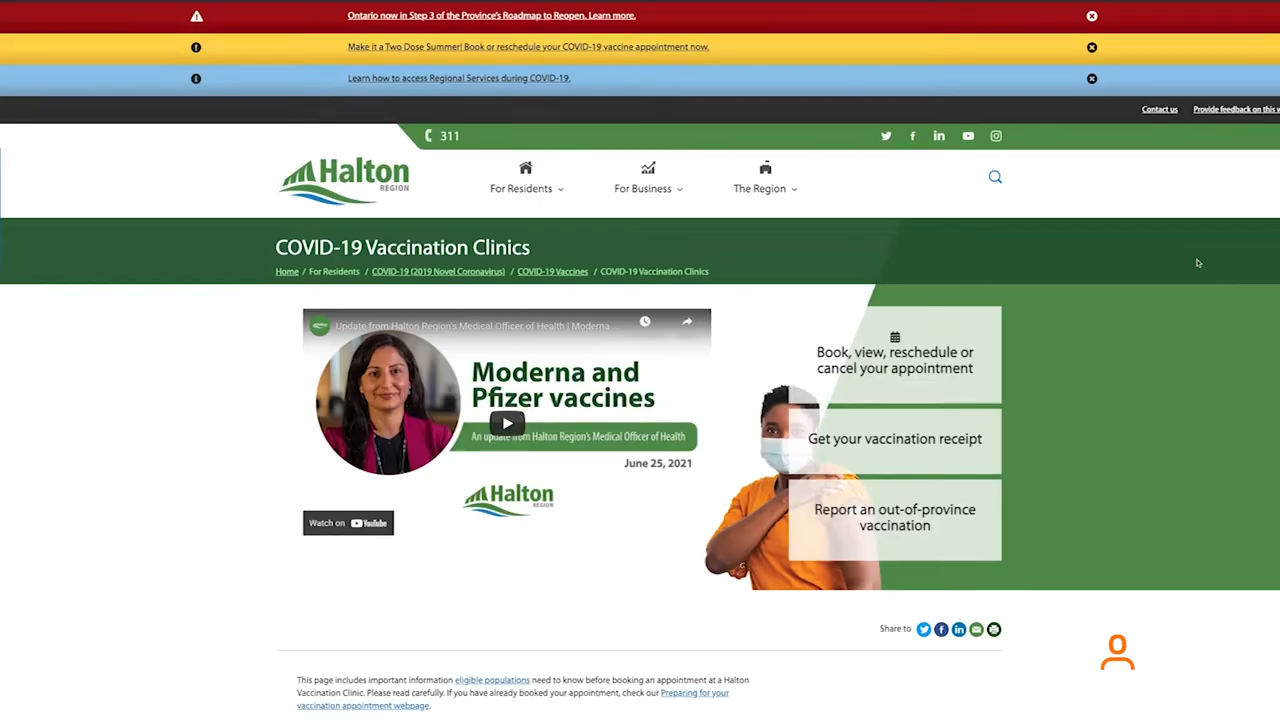 Ontario now in Step 3 of the Province's Roadmap to Reopen. Learn more.
Make it a Two Dose Summer! Book or reschedule your COVID-19 vaccine appointment now.
Learn how to access Regional Services during COVID-19.
Contact us Provide feedback on this w
311
Halton
REGION
For Residents
For Business
The Region
COVID-19 Vaccination Clinics
Home / For Residents / COVID-19 (2019 Novel Coronavirus) / COVID-19 Vaccines / COVID-19 Vaccination Clinics
Update from Halton Region's Medical Officer of Health | Moderna ...
Moderna and
Pfizer vaccines
An update from Halton Region's Medical Officer of Health
June 25, 2021
Halton
REGION
Watch on YouTube
Book, view, reschedule or
cancel your appointment
Get your vaccination receipt
Report an out-of-province
vaccination
Share to
This page includes important information eligible populations need to know before booking an appointment at a Halton
Vaccination Clinic. Please read carefully. If you have already booked your appointment, check our Preparing for your
vaccination appointment webpage.